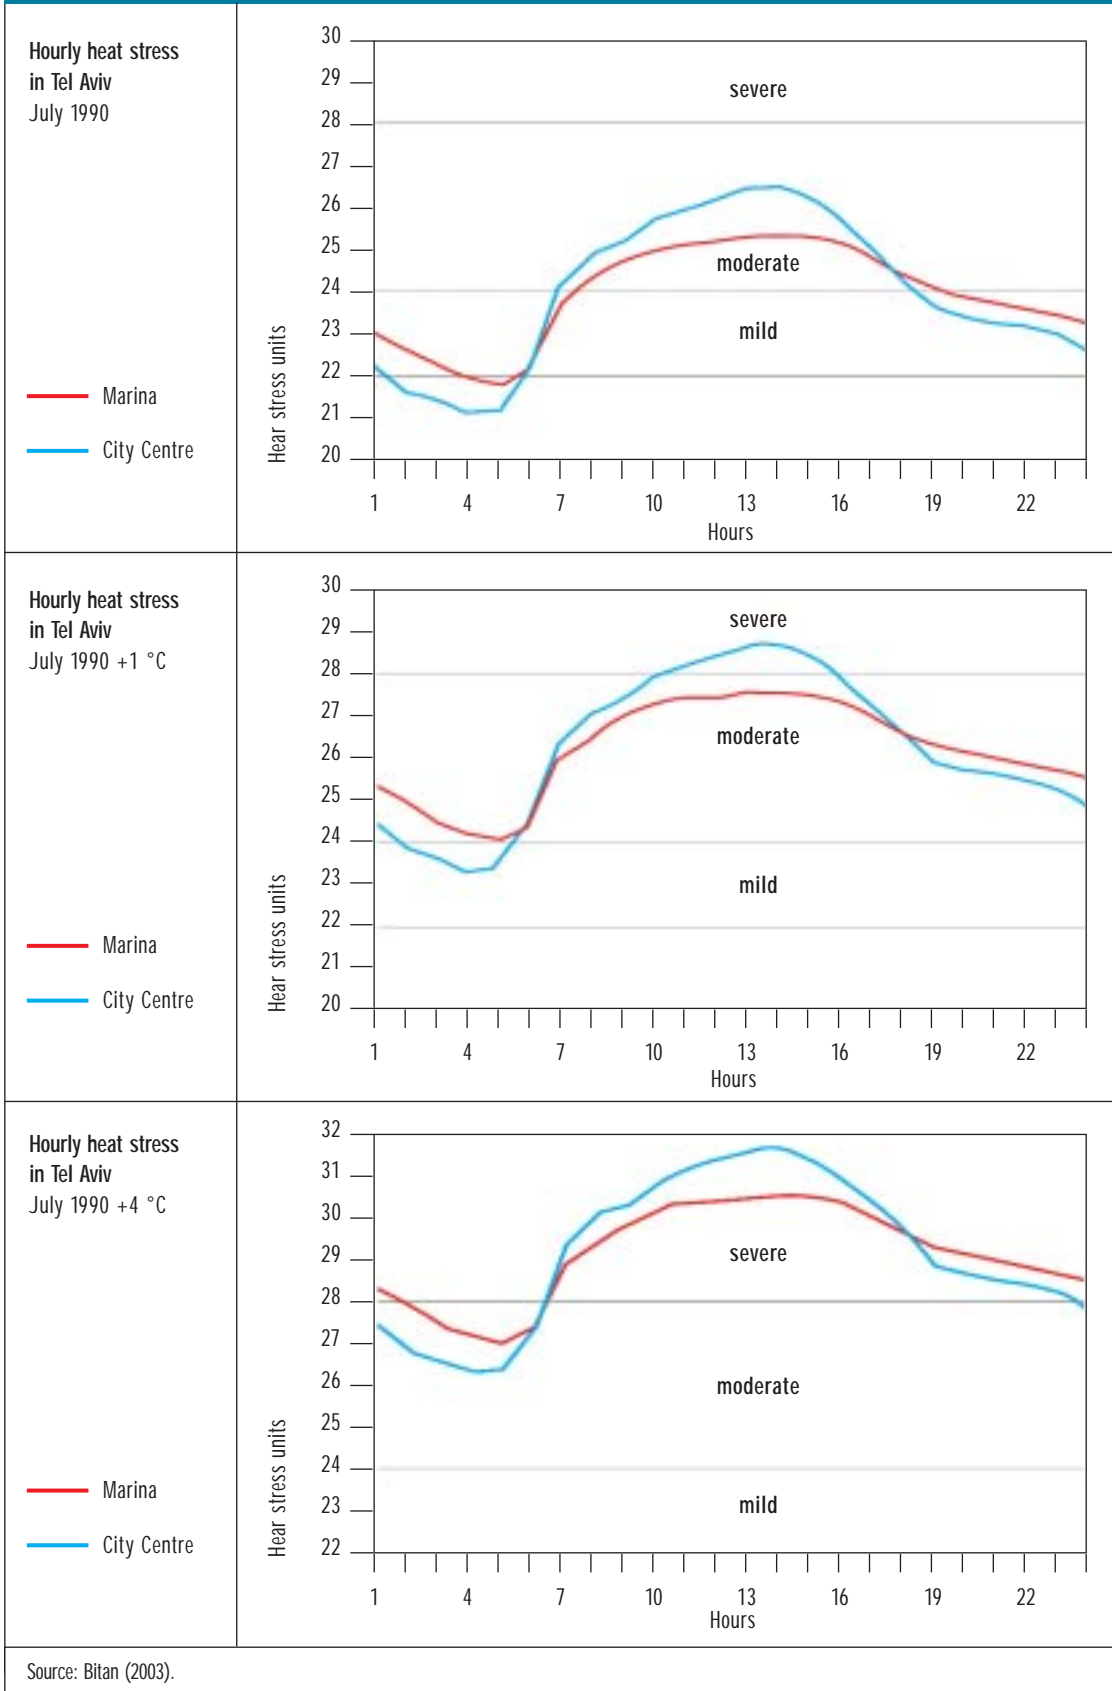 Hourly heat stress
in Tel Aviv
July 1990
Marina
City Centre
Hear stress units
30
29
28
27
26
25
24
23
22
21
20
severe
moderate
mild
1 4 7 10 13 16 19 22
Hours
Hourly heat stress
in Tel Aviv
July 1990 +1 °C
Marina
City Centre
Hear stress units
30
29
28
27
26
25
24
23
22
21
20
severe
moderate
mild
1 4 7 10 13 16 19 22
Hours
Hourly heat stress
in Tel Aviv
July 1990 +4 °C
Marina
City Centre
Hear stress units
32
31
30
29
28
27
26
25
24
23
22
severe
moderate
mild
1 4 7 10 13 16 19 22
Hours
Source: Bitan (2003).